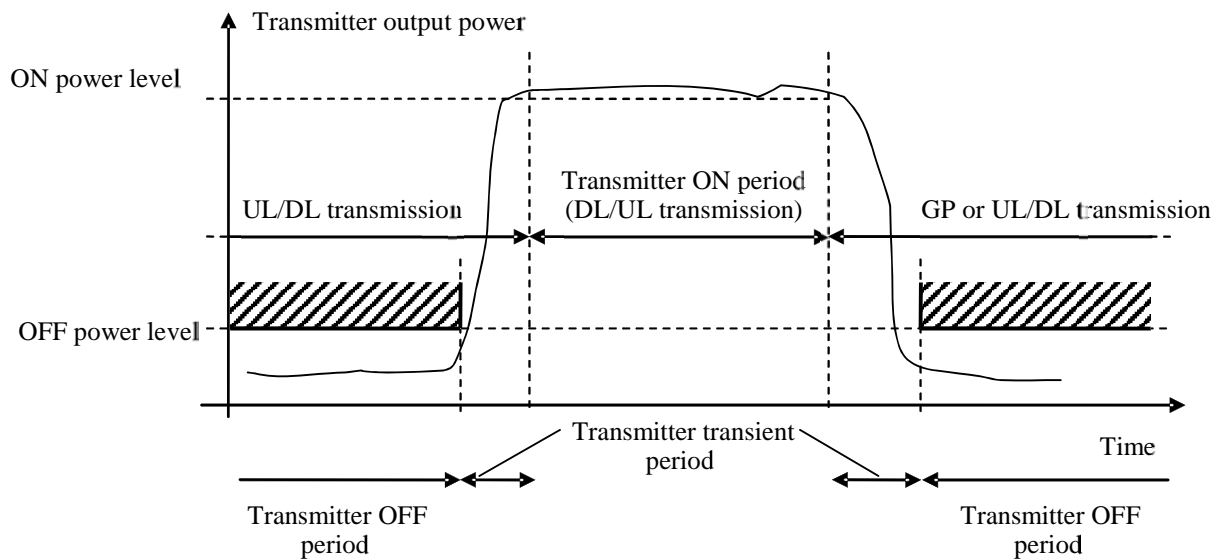 Transmitter output power
ON power level
Transmitter ON period
(DL/UL transmission)
UL/DL transmission
GP or UL/DL transmission
OFF power level
Transmitter transient
period
Time
Transmitter OFF
period
Transmitter OFF
period